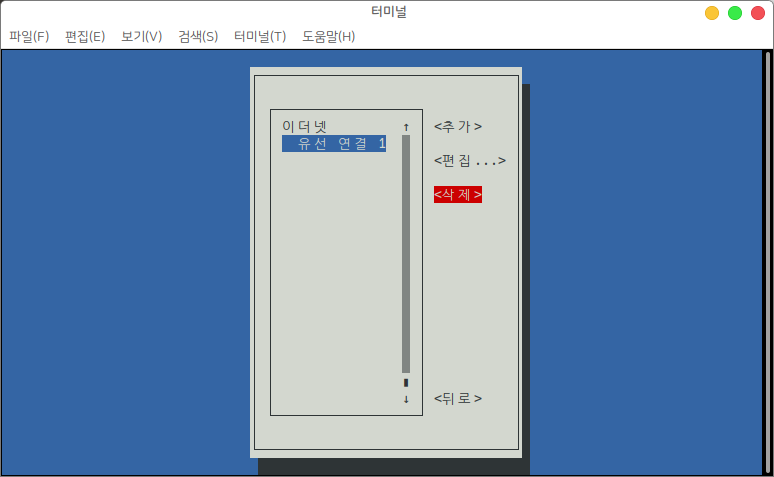 터미널
파일(F) 편집(E) 보기(V) 검색(S) 터미널(T) 도움말(H)
이더넷 ↑ <추가>
유선 연결 1
<편집...>
<삭제>
↓ <뒤로>